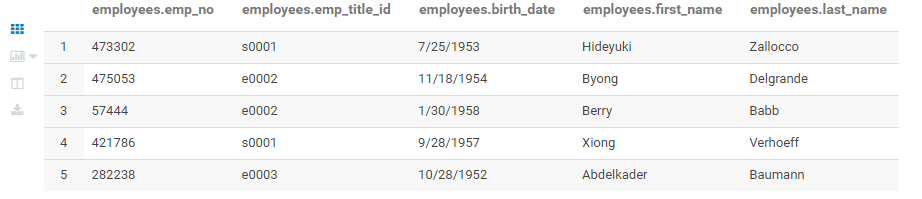 employees.emp_no employees.emp_title_id employees.birth_date employees.first_name employees.last_name
1 473302 s0001 7/25/1953 Hideyuki Zallocco
2 475053 e0002 11/18/1954 Byong Delgrande
3 57444 e0002 1/30/1958 Berry Babb
4 421786 s0001 9/28/1957 Xiong Verhoeff
5 282238 e0003 10/28/1952 Abdelkader Baumann